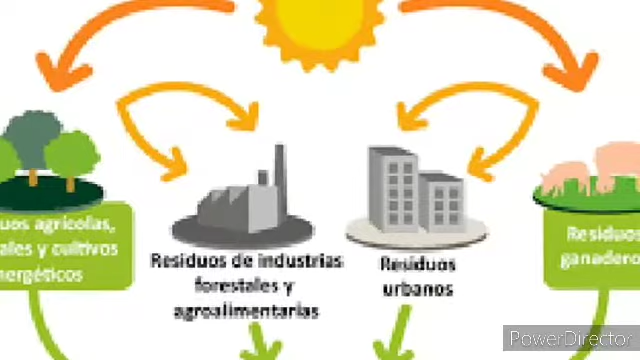 uos agrícolas,
ales y cultivos
nergéticos
Residuos de industrias
forestales y
agroalimentarias
Residuos
urbanos
Residuos
ganadero
PowerDirector